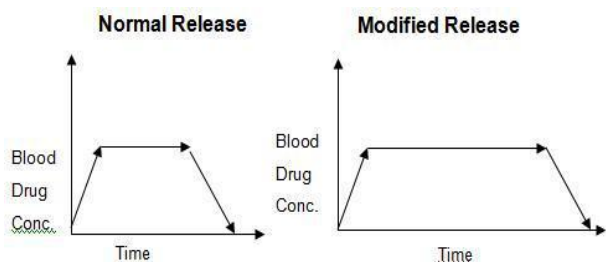 Normal Release
Modified Release
Blood
Drug
Conc.
Time
Blood
Drug
Conc.
Time